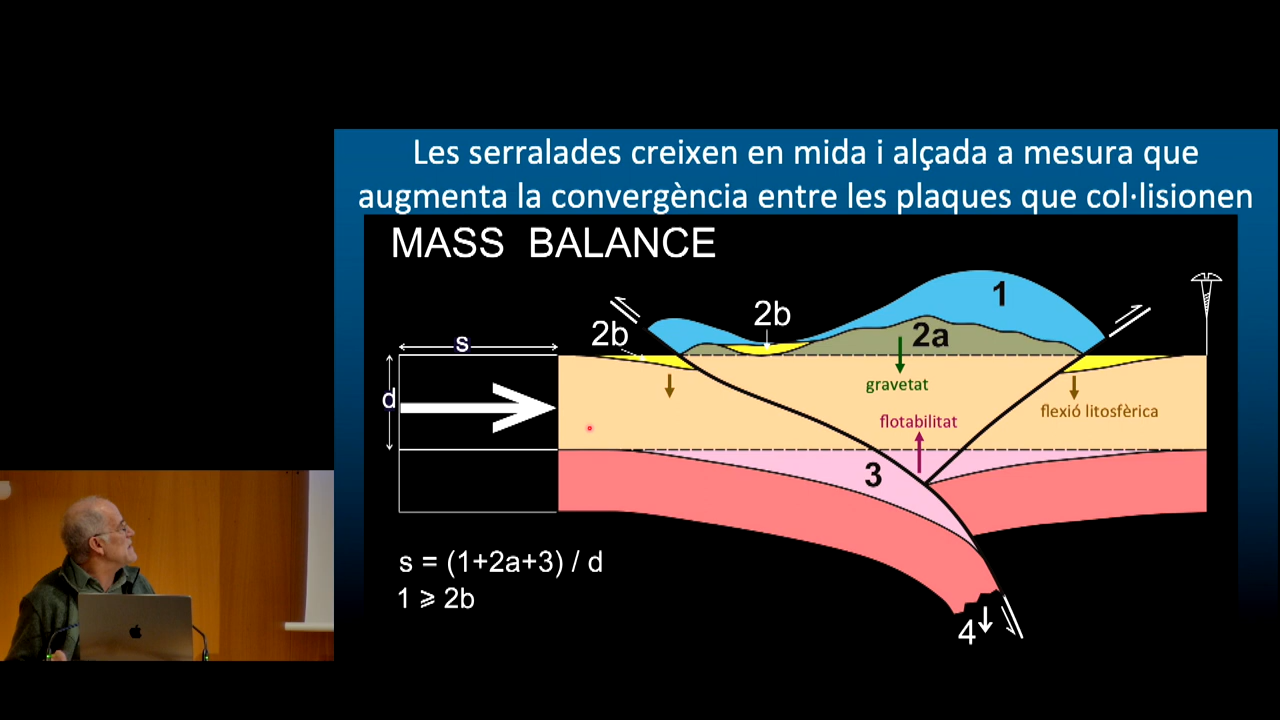 Les serralades creixen en mida i alçada a mesura que
augmenta la convergència entre les plaques que col·lisionen
MASS BALANCE
1
2b
2b
2a
s
d
gravetat
flexió litosfèrica
flotabilitat
3
s = (1+2a+3) / d
1 ⩾ 2b
4